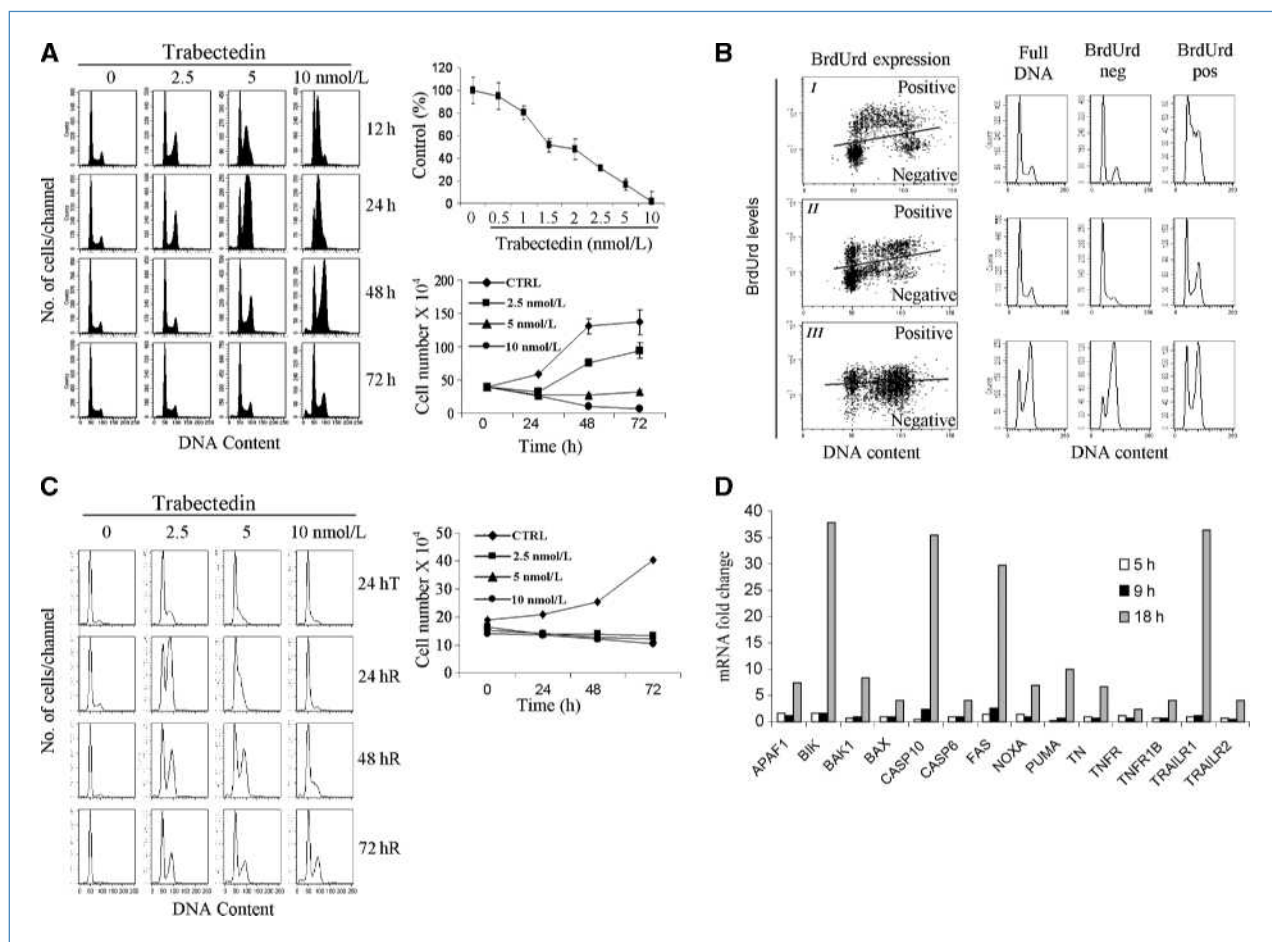 A
Trabectedin
0 2.5 5 10 nmol/L
12 h
24 h
48 h
72 h
No. of cells/channel
DNA Content
Control (%)
120
100
80
60
40
20
0
0 0.5 1 1.5 2 2.5 5 10
Trabectedin (nmol/L)
CTRL
2.5 nmol/L
5 nmol/L
10 nmol/L
Cell number X 10⁴
200
150
100
50
0
0 24 48 72
Time (h)
B
BrdUrd expression
Full DNA
BrdUrd neg
BrdUrd pos
I
Positive
Negative
II
Positive
Negative
III
Positive
Negative
BrdUrd levels
DNA content
DNA content
C
Trabectedin
0 2.5 5 10 nmol/L
24 hT
24 hR
48 hR
72 hR
No. of cells/channel
DNA Content
CTRL
2.5 nmol/L
5 nmol/L
10 nmol/L
Cell number X 10⁴
50
40
30
20
10
0
0 24 48 72
Time (h)
D
mRNA fold change
40
35
30
25
20
15
10
5
0
5 h
9 h
18 h
APAF1
BIK
BAK1
BAX
CASP10
CASP6
FAS
NOXA
PUMA
TN
TNFR
TNFR1B
TRAILR1
TRAILR2